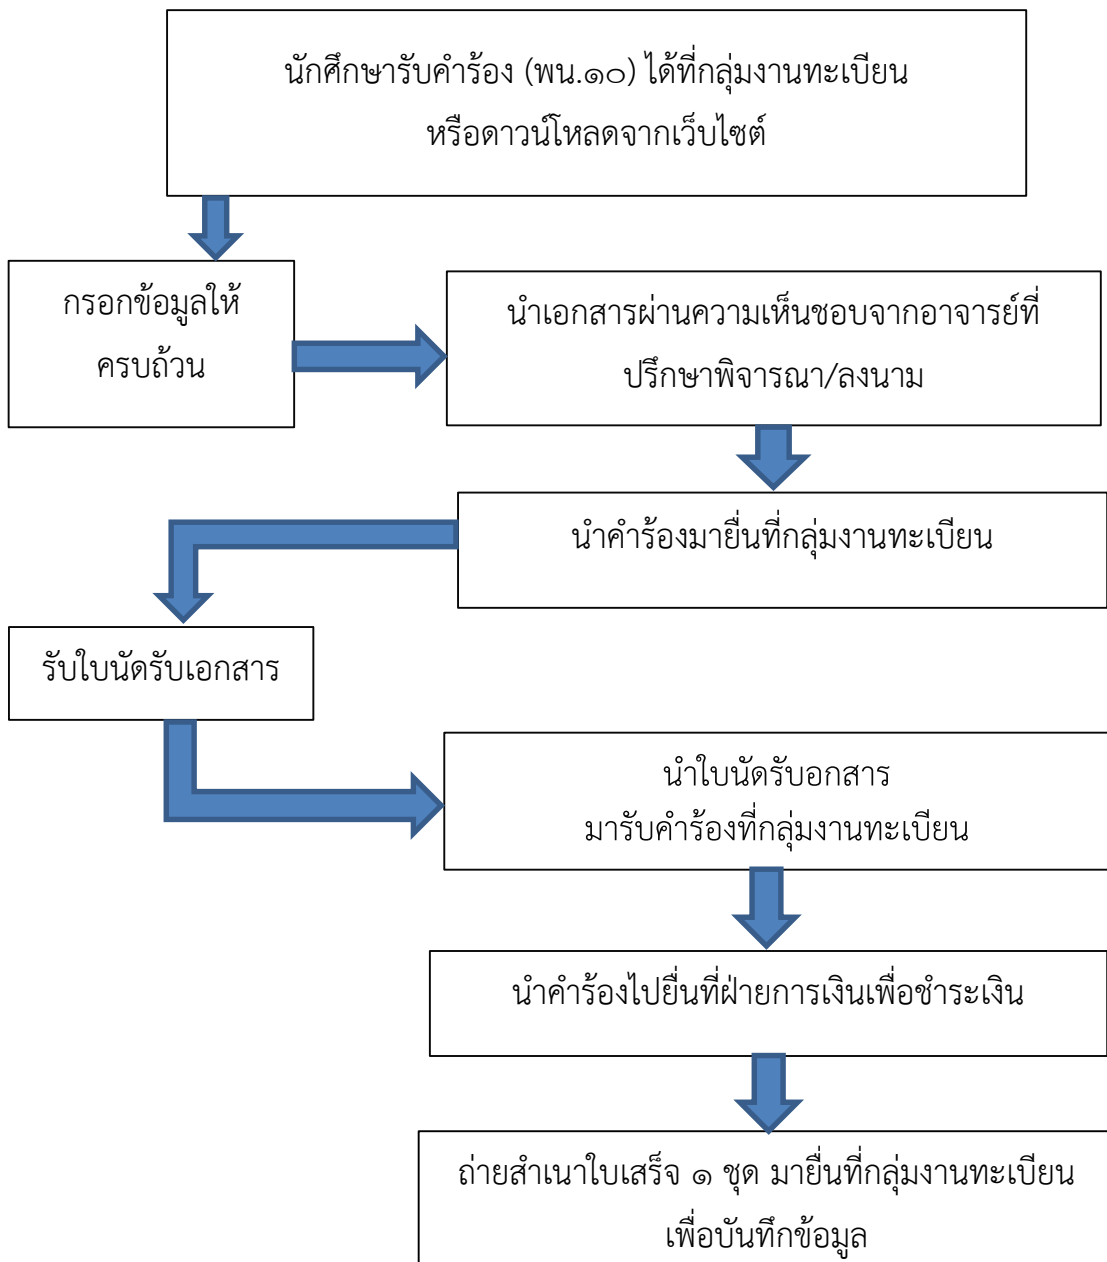 นักศึกษารับคำร้อง (พน.๑๐) ได้ที่กลุ่มงานทะเบียน
หรือดาวน์โหลดจากเว็บไซต์
กรอกข้อมูลให้
ครบถ้วน
นำเอกสารผ่านความเห็นชอบจากอาจารย์ที่
ปรึกษาพิจารณา/ลงนาม
นำคำร้องมายื่นที่กลุ่มงานทะเบียน
รับใบนัดรับเอกสาร
นำใบนัดรับอกสาร
มารับคำร้องที่กลุ่มงานทะเบียน
นำคำร้องไปยื่นที่ฝ่ายการเงินเพื่อชำระเงิน
ถ่ายสำเนาใบเสร็จ ๑ ชุด มายื่นที่กลุ่มงานทะเบียน
เพื่อบันทึกข้อมูล